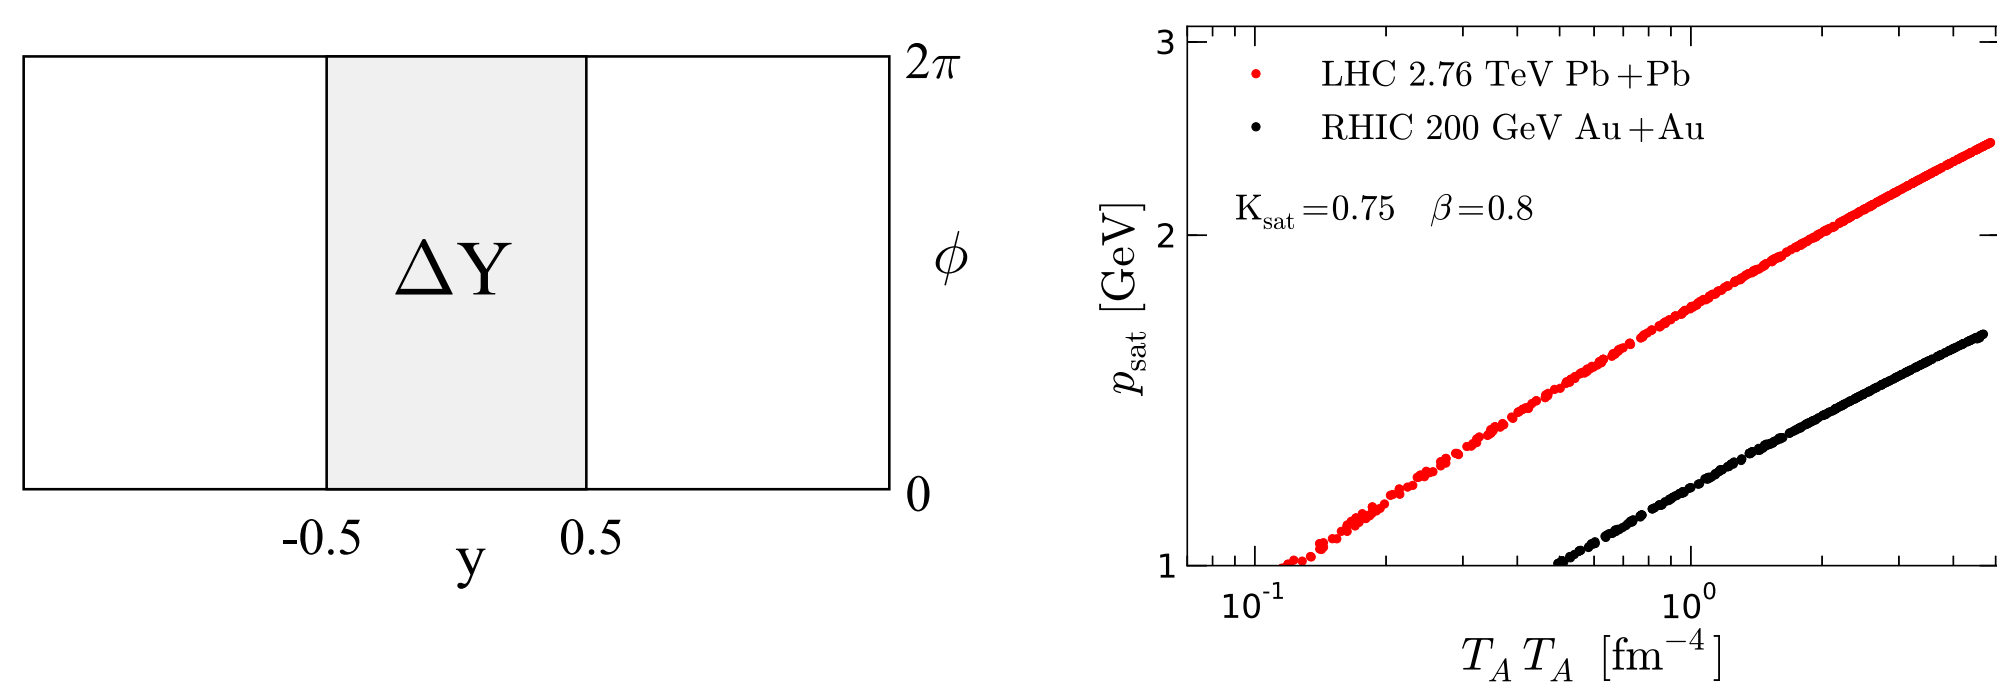 2π
ϕ
ΔY
0
-0.5
0.5
y
3
2
1
p_sat [GeV]
LHC 2.76 TeV Pb+Pb
RHIC 200 GeV Au+Au
K_sat=0.75 β=0.8
10^-1
10^0
T_A T_A [fm^−4]